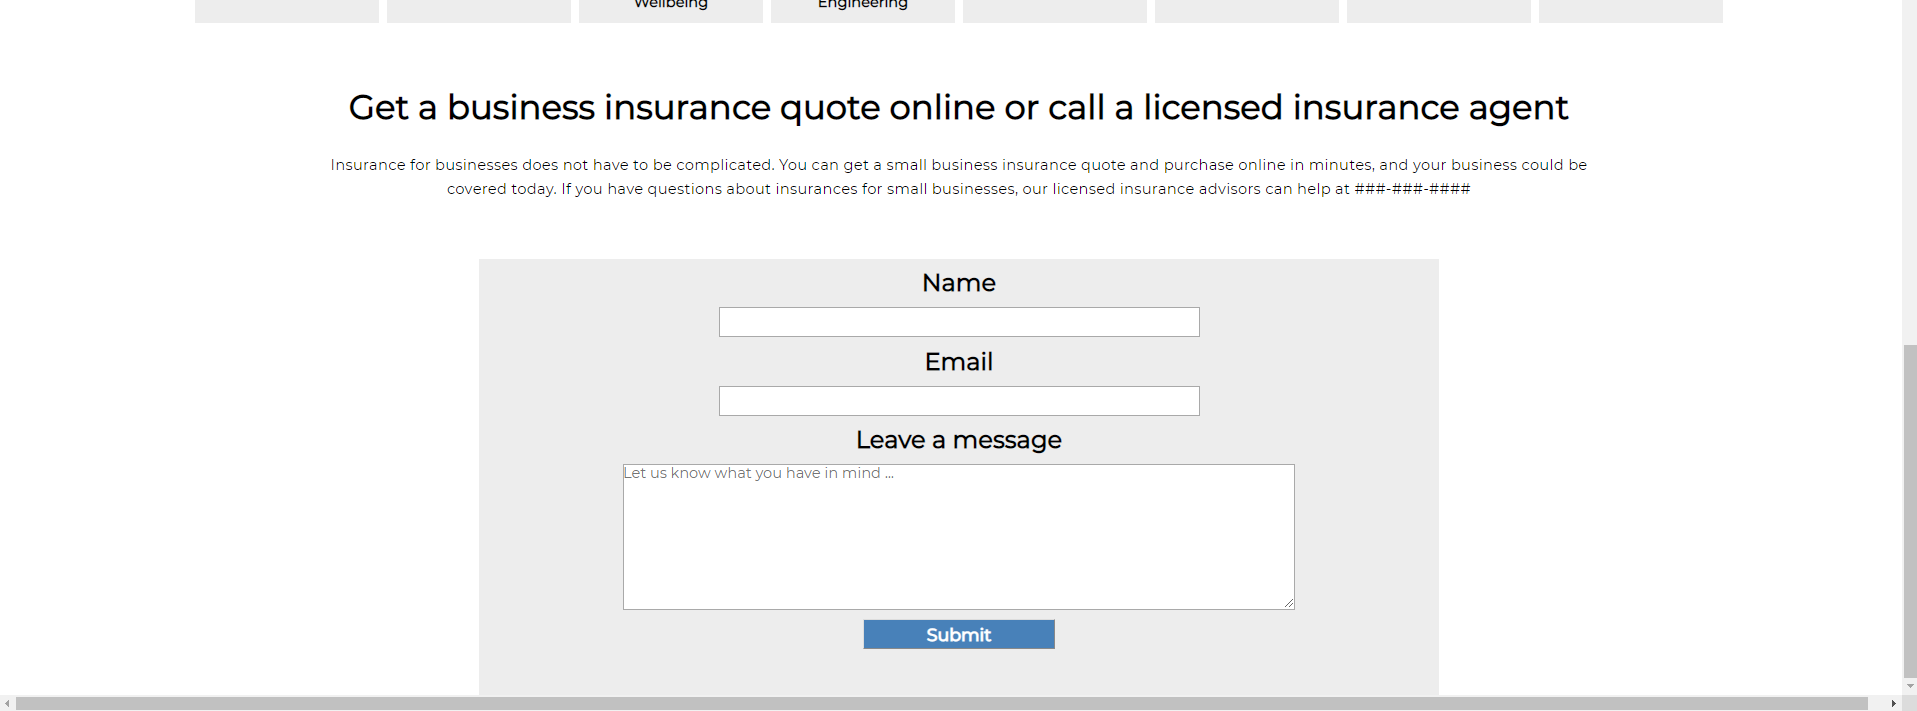 Wellbeing Engineering
Get a business insurance quote online or call a licensed insurance agent
Insurance for businesses does not have to be complicated. You can get a small business insurance quote and purchase online in minutes, and your business could be
covered today. If you have questions about insurances for small businesses, our licensed insurance advisors can help at ###-###-####
Name
Email
Leave a message
Let us know what you have in mind ...
Submit